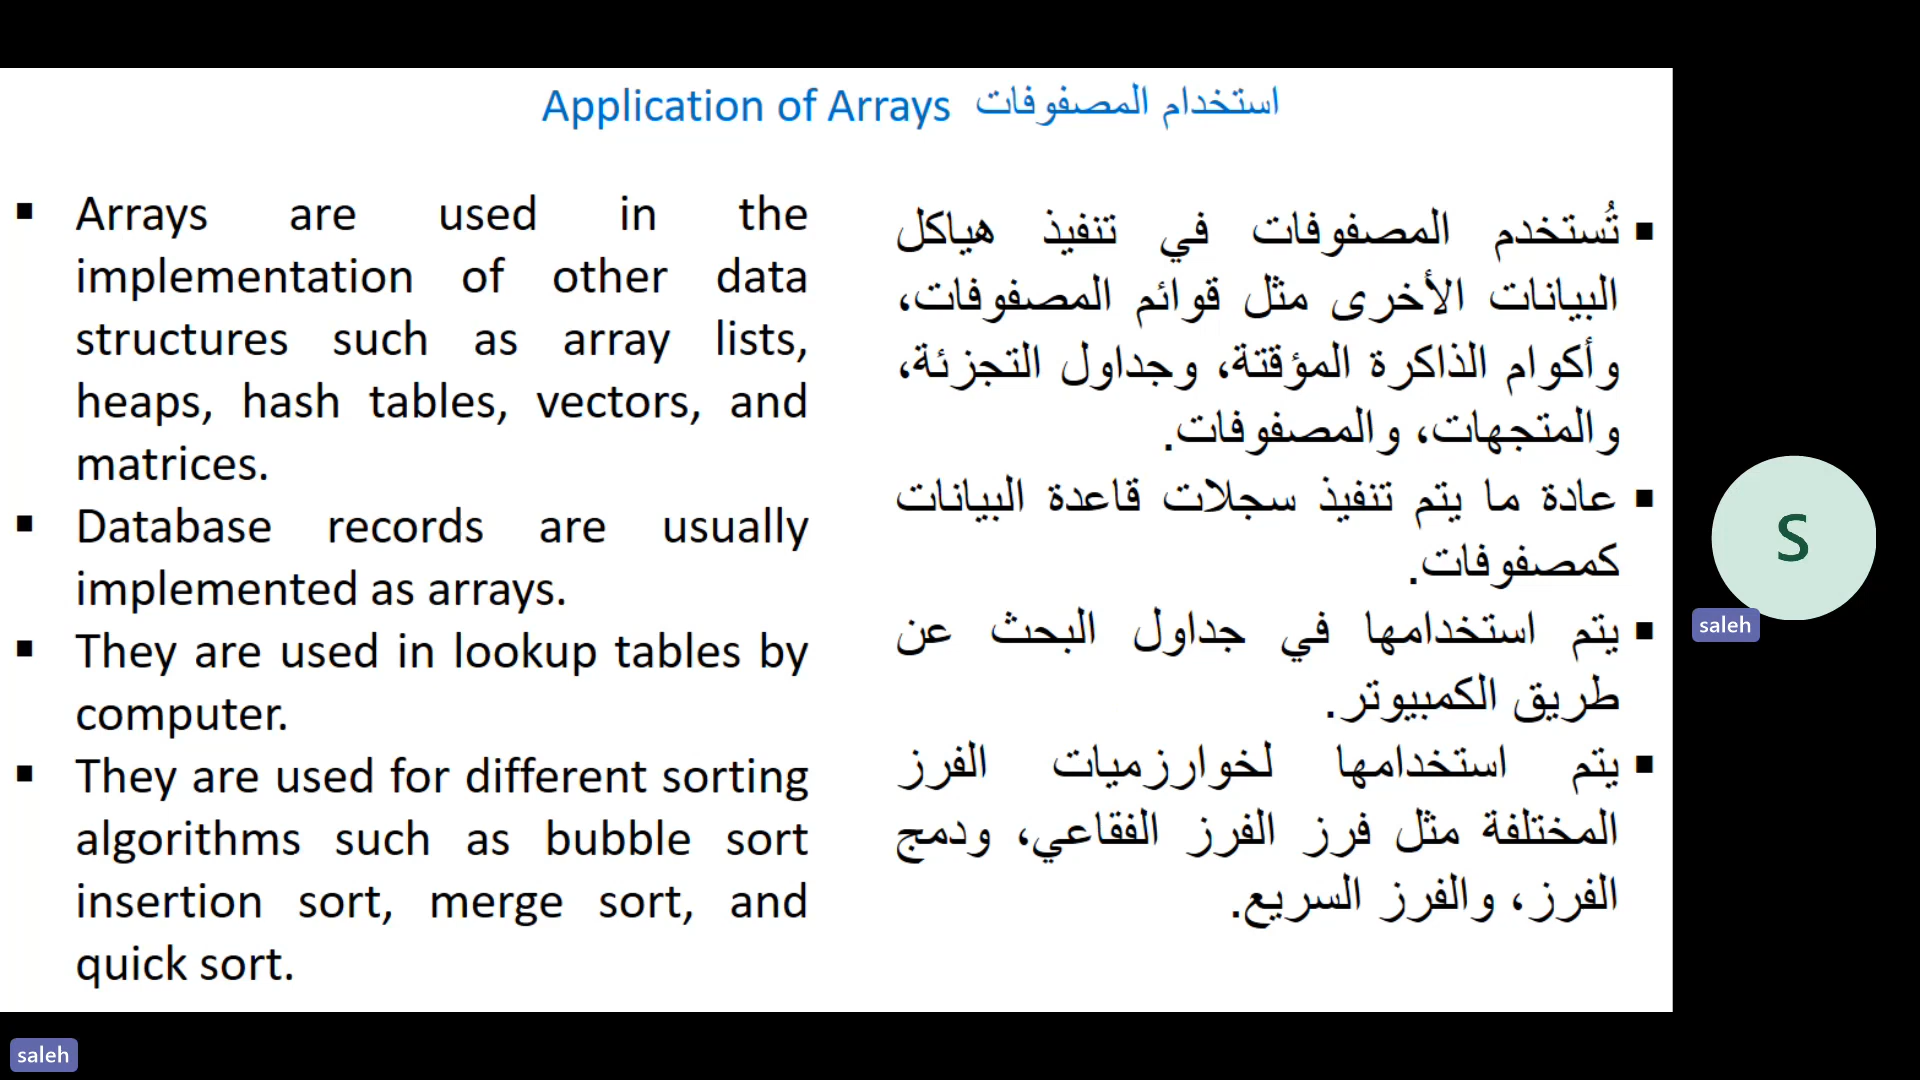 Application of Arrays استخدام المصفوفات
▪ Arrays are used in the
implementation of other data
structures such as array lists,
heaps, hash tables, vectors, and
matrices.
▪ Database records are usually
implemented as arrays.
▪ They are used in lookup tables by
computer.
▪ They are used for different sorting
algorithms such as bubble sort
insertion sort, merge sort, and
quick sort.
▪ تُستخدم المصفوفات في تنفيذ هياكل
البيانات الأخرى مثل قوائم المصفوفات،
وأكوام الذاكرة المؤقتة، وجداول التجزئة،
والمتجهات، والمصفوفات.
▪ عادة ما يتم تنفيذ سجلات قاعدة البيانات
كمصفوفات.
▪ يتم استخدامها في جداول البحث عن
طريق الكمبيوتر.
▪ يتم استخدامها لخوارزميات الفرز
المختلفة مثل فرز الفرز الفقاعي، ودمج
الفرز، والفرز السريع.
S
saleh
saleh